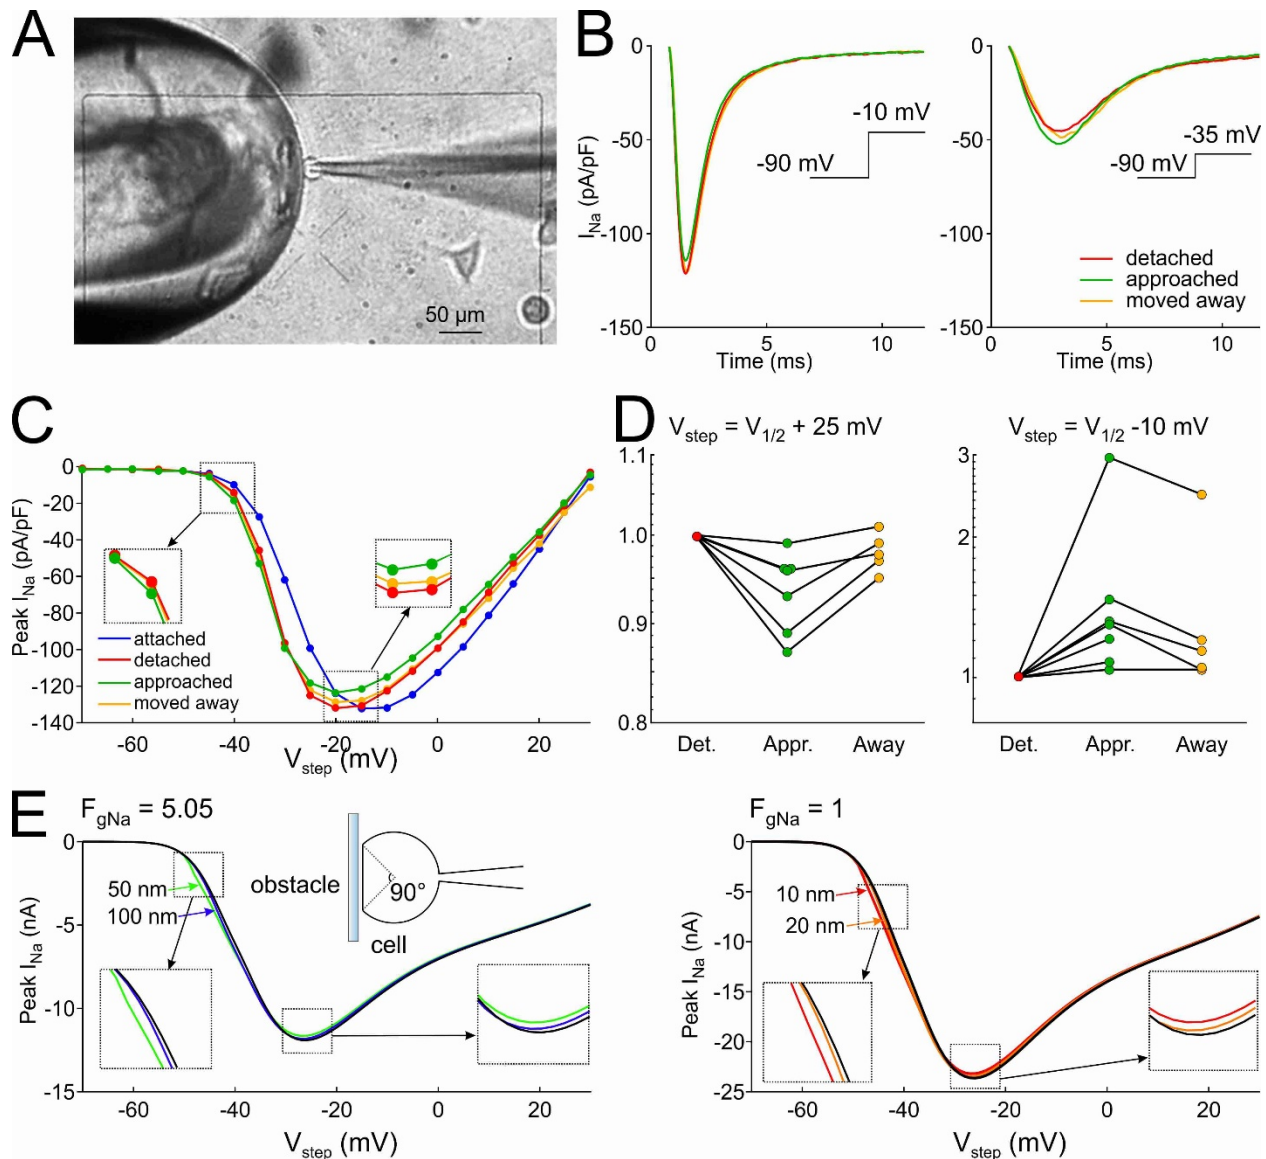 A
50 µm
B
0
-50
-100
-150
I_Na (pA/pF)
-10 mV
-90 mV
0 5 10
Time (ms)
0
-50
-100
-150
-35 mV
-90 mV
detached
approached
moved away
0 5 10
Time (ms)
C
0
-20
-40
-60
-80
-100
-120
-140
Peak I_Na (pA/pF)
attached
detached
approached
moved away
-60 -40 -20 0 20
V_step (mV)
D
V_step = V_1/2 + 25 mV
1.1
1.0
0.9
0.8
Det. Appr. Away
V_step = V_1/2 -10 mV
3
2
1
Det. Appr. Away
E
F_gNa = 5.05
0
-5
-10
-15
Peak I_Na (nA)
50 nm
100 nm
obstacle
90°
cell
-60 -40 -20 0 20
V_step (mV)
F_gNa = 1
0
-5
-10
-15
-20
-25
Peak I_Na (nA)
10 nm
20 nm
-60 -40 -20 0 20
V_step (mV)